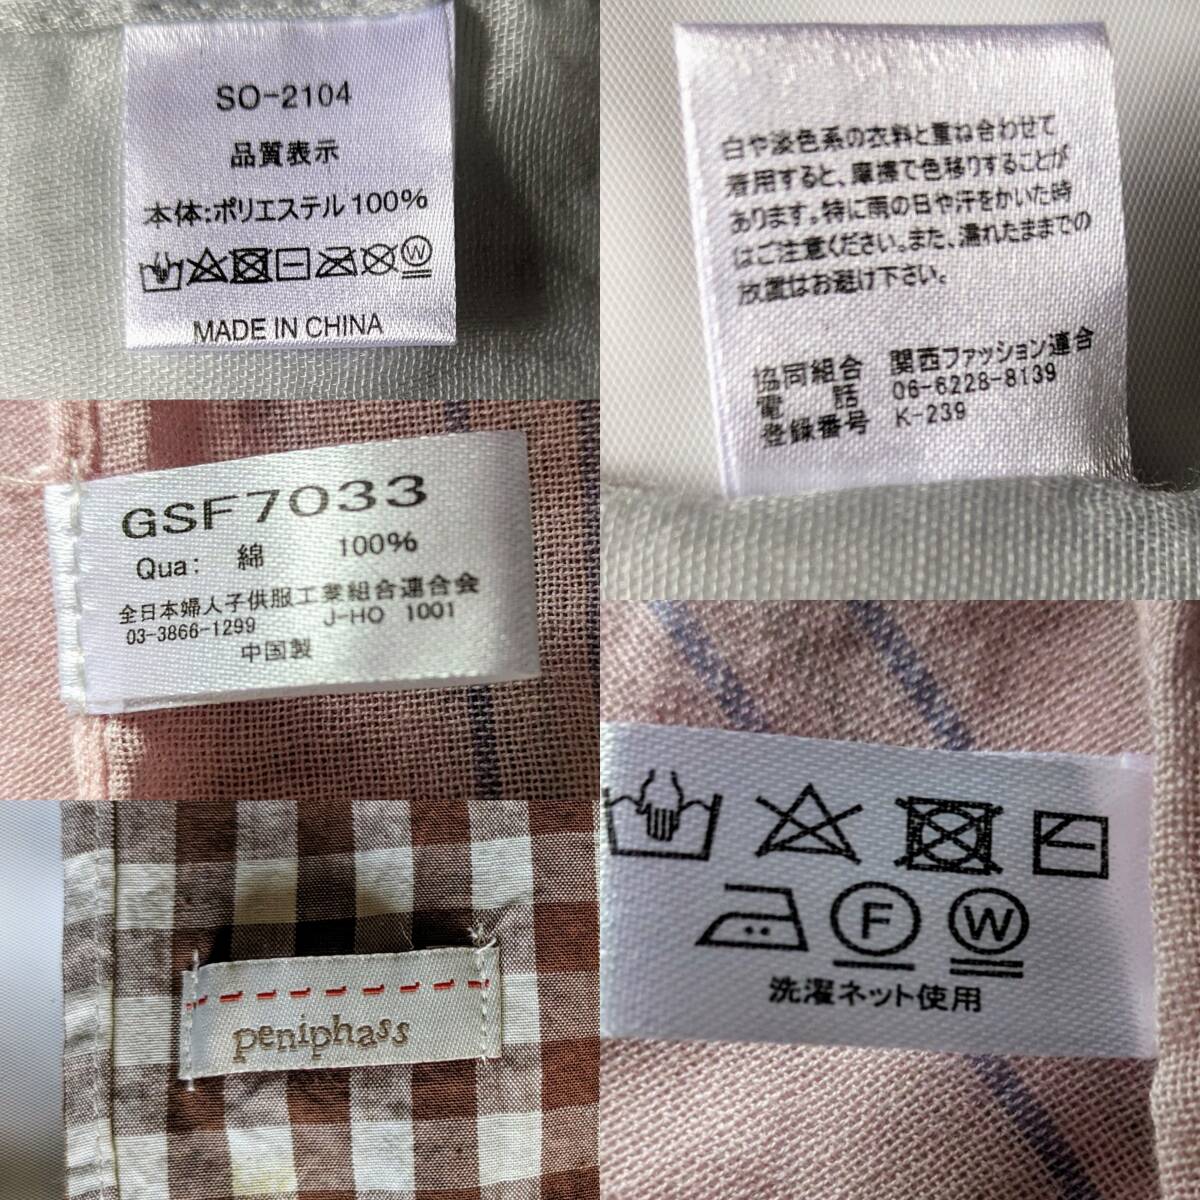 SO-2104
品質表示
本体:ポリエステル100%
W
MADE IN CHINA
白や淡色系の衣料と重ね合わせて
着用すると、摩擦で色移りすることが
あります。特に雨の日や汗をかいた時
はご注意ください。また、濡れたままでの
放置はお避け下さい。
協同組合 関西ファッション連合
電 話 06-6228-8139
登録番号 K-239
GSF7033
Qua: 綿 100%
全日本婦人子供服工業組合連合会
03-3866-1299 J-HO 1001
中国製
F W
洗濯ネット使用
peniphass